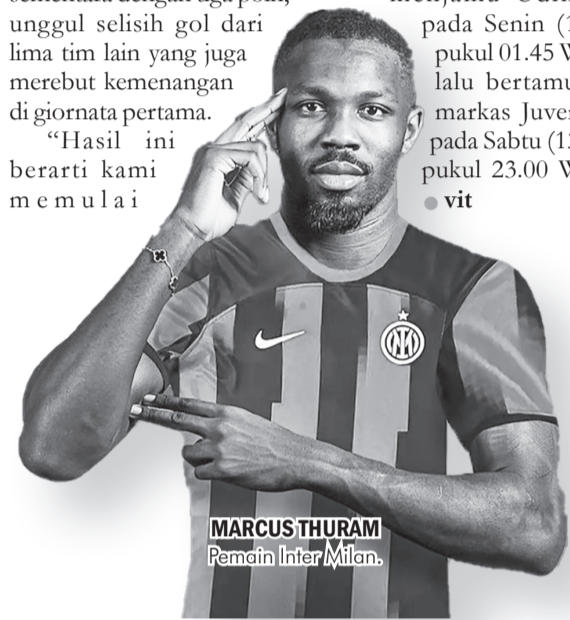 unggul selisih gol dari
lima tim lain yang juga
merebut kemenangan
di giornata pertama.
"Hasil ini
berarti kami
memulai
pada Senin (1
pukul 01.45 W
lalu bertamu
markas Juve
pada Sabtu (13
pukul 23.00 W
● vit
MARCUS THURAM
Pemain Inter Milan.